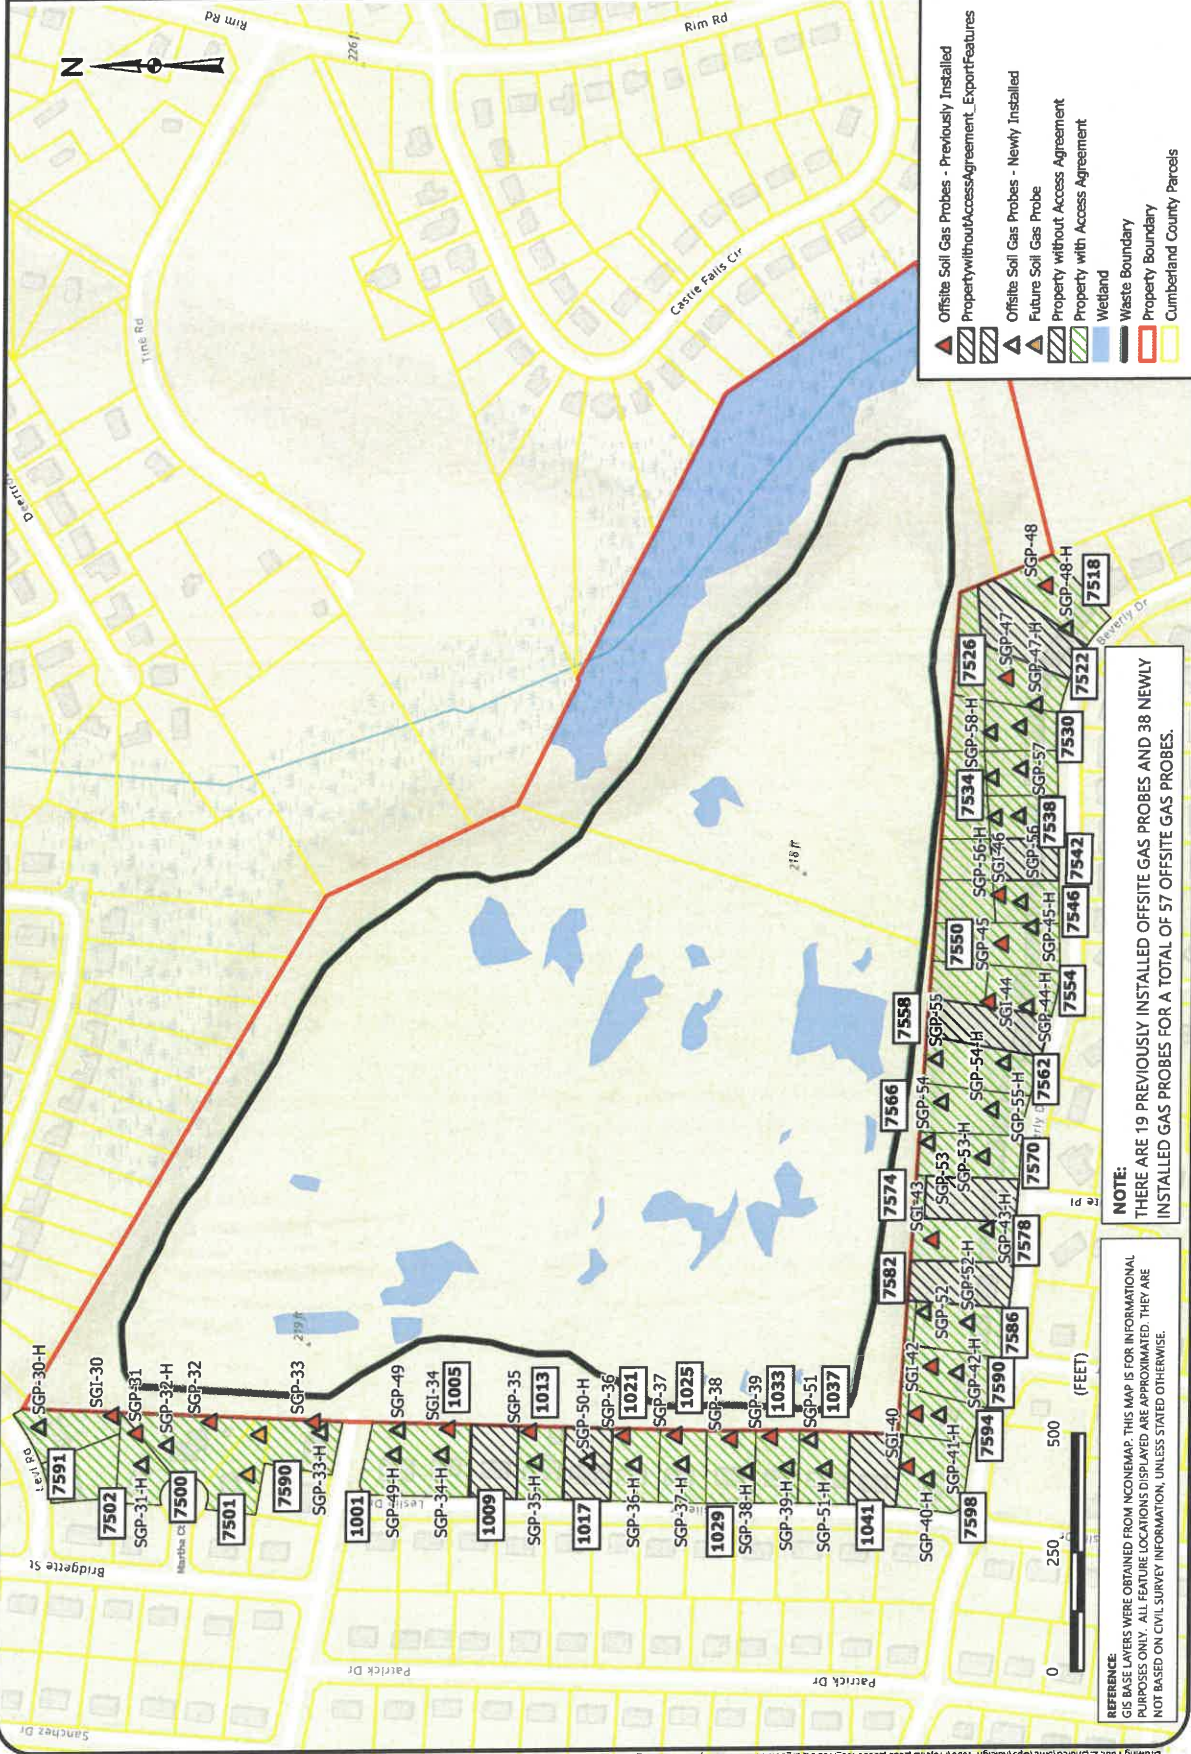 Rim Rd
Rim Rd
226 ft
N
Tine Rd
Castle Falls Cir
Offsite Soil Gas Probes - Previously Installed
PropertywithoutAccessAgreement_ExportFeatures
Offsite Soil Gas Probes - Newly Installed
Future Soil Gas Probe
Property without Access Agreement
Property with Access Agreement
Wetland
Waste Boundary
Property Boundary
Cumberland County Parcels
218 ft
219 ft
SGP-30-H
SGI-30
SGP-31
SGP-32-H
SGP-32
SGP-33
SGP-49
SGI-34
1005
SGP-35
1013
SGP-50-H
SGP-36
1021
SGP-37
1025
SGP-38
SGP-39
1033
SGP-51
1037
7591
7502
SGP-31-H
7500
7501
7590
SGP-33-H
1001
SGP-49-H
SGP-34-H
1009
SGP-35-H
1017
SGP-36-H
SGP-37-H
1029
SGP-38-H
SGP-39-H
SGP-51-H
1041
SGP-40-H
7598
Levi Rd
Bridgette St
Martha Ct
Patrick Dr
Patrick Dr
Sanchez Dr
SGI-40
SGP-41-H
7594
SGI-42
SGP-42-H
7590
7586
SGP-52
SGP-52-H
7582
SGI-43
SGP-43-H
7578
7574
SGP-53
SGP-53-H
7570
SGP-54
7566
SGP-55-H
SGP-54-H
7562
SGP-55
7558
SGI-44
SGP-44-H
7554
SGP-45
7550
SGP-45-H
7546
SGP-56-H
SGI-46
SGP-56
7542
7538
7534
SGP-57
SGP-58-H
7530
7526
SGP-47
SGP-47-H
7522
SGP-48
SGP-48-H
7518
Beverly Dr
0
250
500
(FEET)
REFERENCE:
GIS BASE LAYERS WERE OBTAINED FROM NCONEMAP. THIS MAP IS FOR INFORMATIONAL
PURPOSES ONLY. ALL FEATURE LOCATIONS DISPLAYED ARE APPROXIMATED. THEY ARE
NOT BASED ON CIVIL SURVEY INFORMATION, UNLESS STATED OTHERWISE.
NOTE:
THERE ARE 19 PREVIOUSLY INSTALLED OFFSITE GAS PROBES AND 38 NEWLY
INSTALLED GAS PROBES FOR A TOTAL OF 57 OFFSITE GAS PROBES.